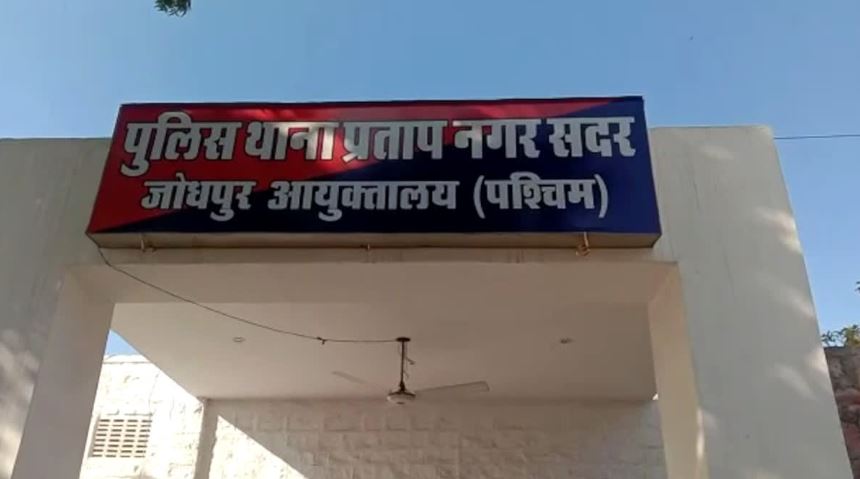 पुलिस थाना प्रताप नगर सदर
जोधपुर आयुक्तालय (पश्चिम)